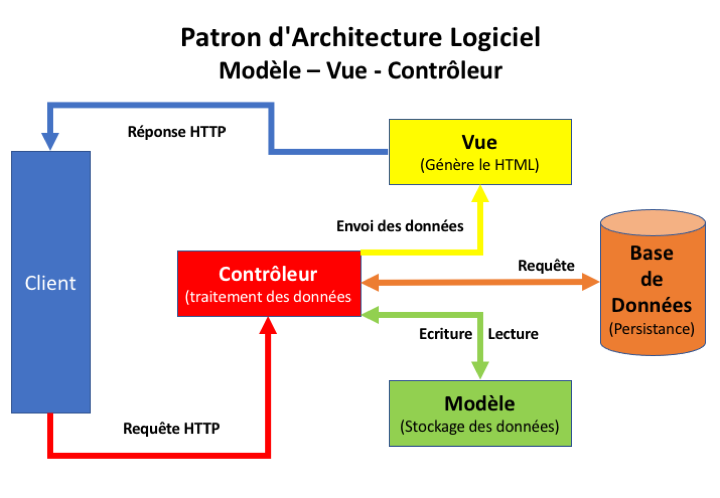 Patron d'Architecture Logiciel
Modèle – Vue - Contrôleur
Réponse HTTP
Vue
(Génère le HTML)
Envoi des données
Client
Contrôleur
(traitement des données
Requête
Base
de
Données
(Persistance)
Ecriture
Lecture
Modèle
(Stockage des données)
Requête HTTP